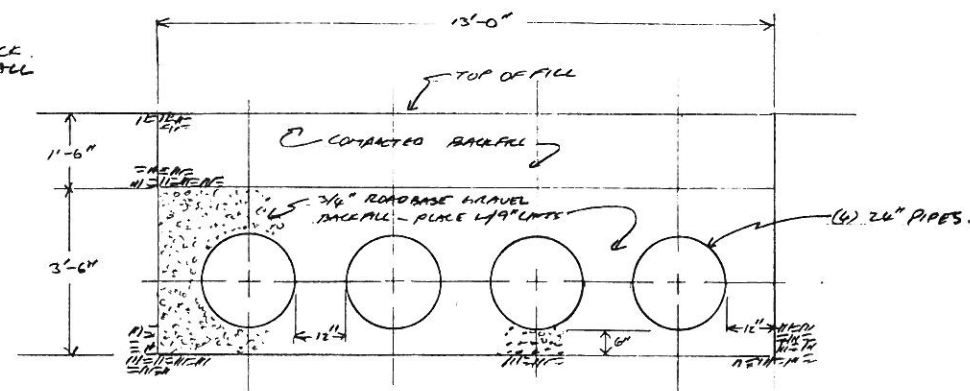 13'-0"
TOP OF FILL
1'-6"
COMPACTED BACKFILL
3/4" ROADBASE GRAVEL
BACKFILL - PLACE W/9" LIFTS
(4) 24" PIPES.
3'-6"
12"
6"
12"